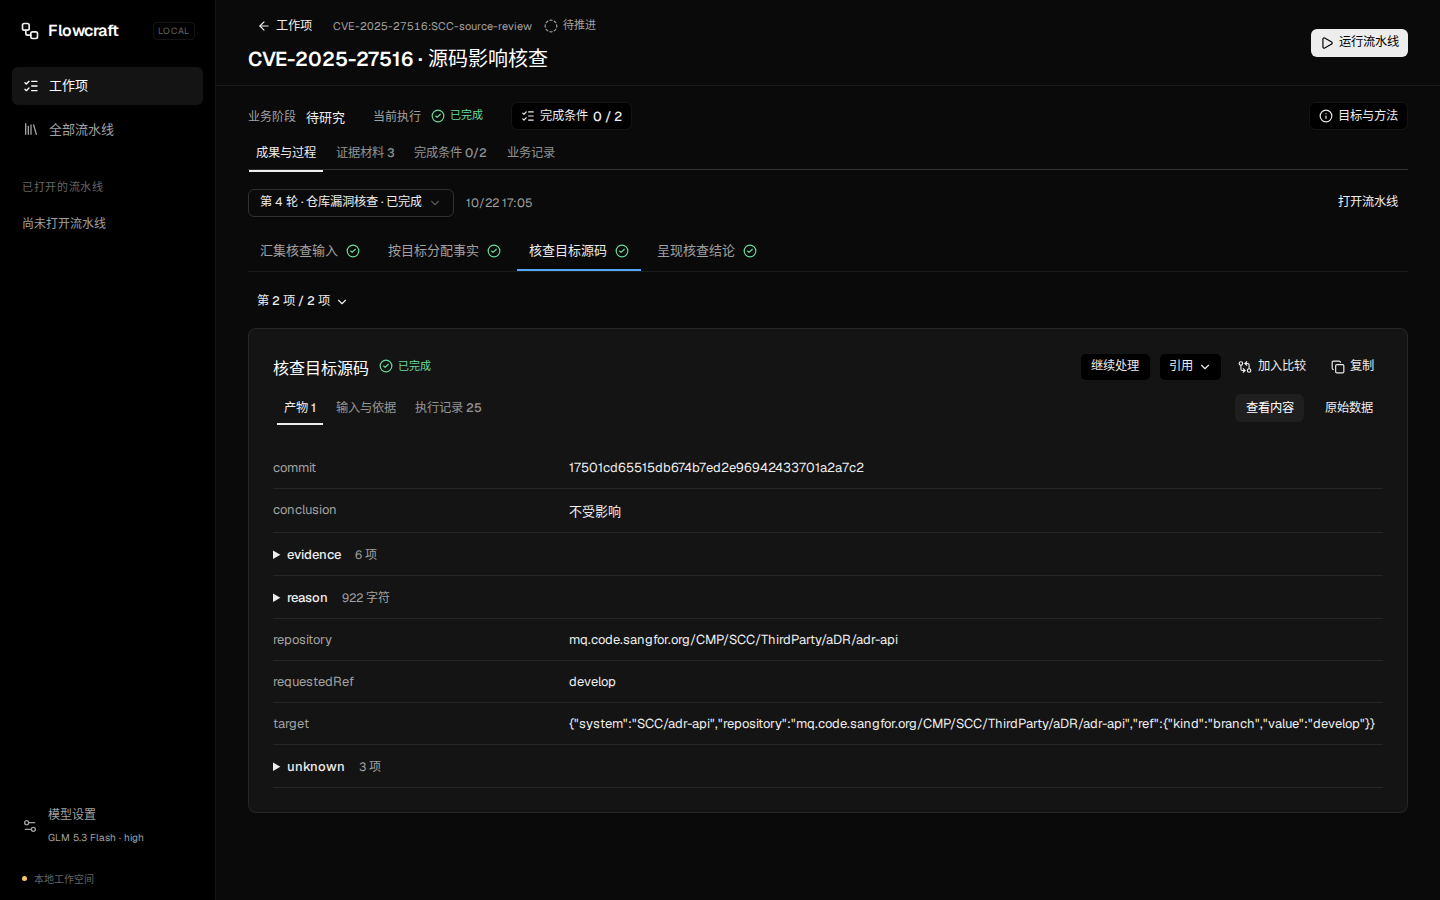 Flowcraft
LOCAL
工作项
全部流水线
已打开的流水线
尚未打开流水线
模型设置
GLM 5.3 Flash · high
本地工作空间
工作项
CVE-2025-27516:SCC-source-review
待推进
CVE-2025-27516 · 源码影响核查
运行流水线
业务阶段 待研究
当前执行 已完成
完成条件 0 / 2
目标与方法
成果与过程
证据材料 3
完成条件 0/2
业务记录
第 4 轮 · 仓库漏洞核查 · 已完成
10/22 17:05
打开流水线
汇集核查输入
按目标分配事实
核查目标源码
呈现核查结论
第 2 项 / 2 项
核查目标源码 已完成
继续处理
引用
加入比较
复制
产物 1
输入与依据
执行记录 25
查看内容
原始数据
commit 17501cd65515db674b7ed2e96942433701a2a7c2
conclusion 不受影响
evidence 6 项
reason 922 字符
repository mq.code.sangfor.org/CMP/SCC/ThirdParty/aDR/adr-api
requestedRef develop
target {"system":"SCC/adr-api","repository":"mq.code.sangfor.org/CMP/SCC/ThirdParty/aDR/adr-api","ref":{"kind":"branch","value":"develop"}}
unknown 3 项